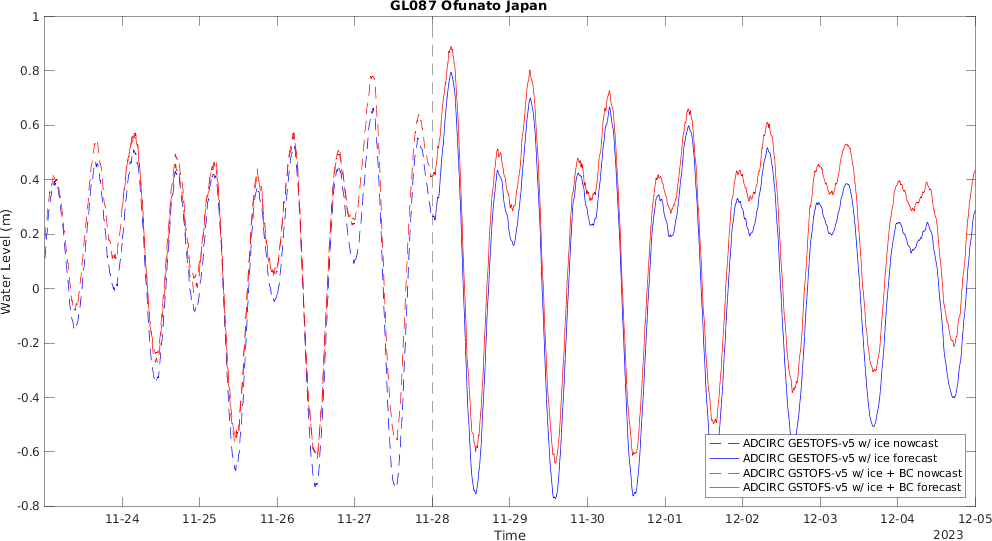 GL087 Ofunato Japan
Water Level (m)
1
0.8
0.6
0.4
0.2
0
-0.2
-0.4
-0.6
-0.8
11-24 11-25 11-26 11-27 11-28 11-29 11-30 12-01 12-02 12-03 12-04 12-05
Time
2023
ADCIRC GESTOFS-v5 w/ ice nowcast
ADCIRC GESTOFS-v5 w/ ice forecast
ADCIRC GSTOFS-v5 w/ ice + BC nowcast
ADCIRC GSTOFS-v5 w/ ice + BC forecast